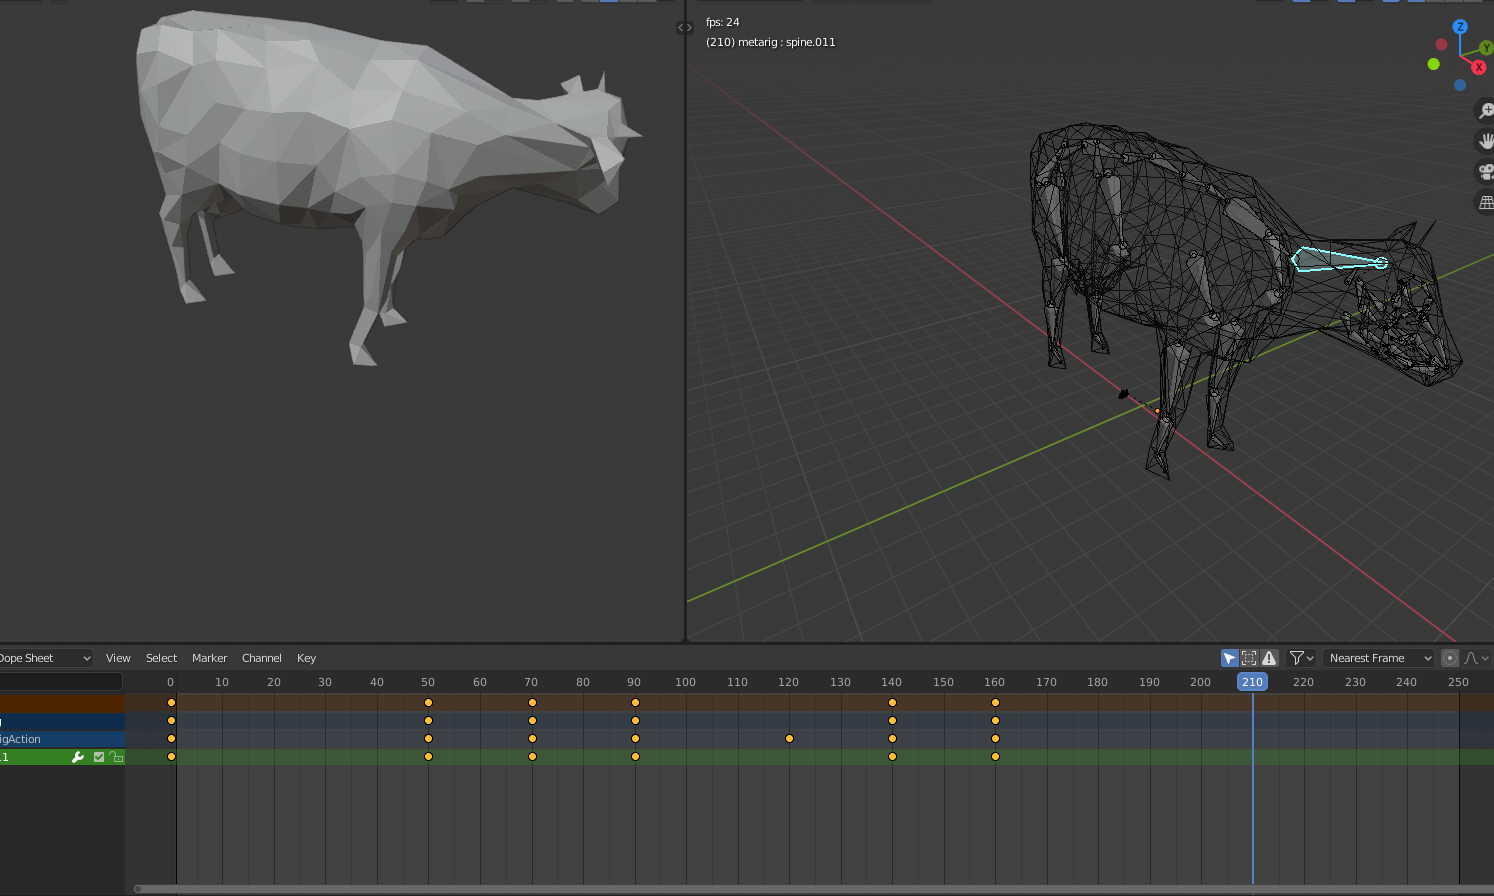 fps: 24
(210) metarig : spine.011
Z
Y
X
Dope Sheet View Select Marker Channel Key Nearest Frame
0 10 20 30 40 50 60 70 80 90 100 110 120 130 140 150 160 170 180 190 200 210 220 230 240 250
igAction
.1